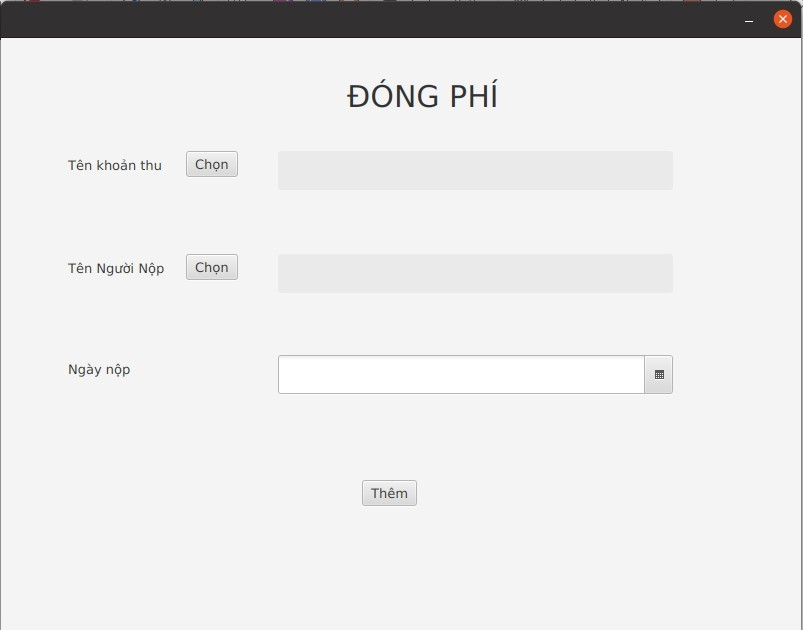 ĐÓNG PHÍ
Tên khoản thu Chọn
Tên Người Nộp Chọn
Ngày nộp
Thêm